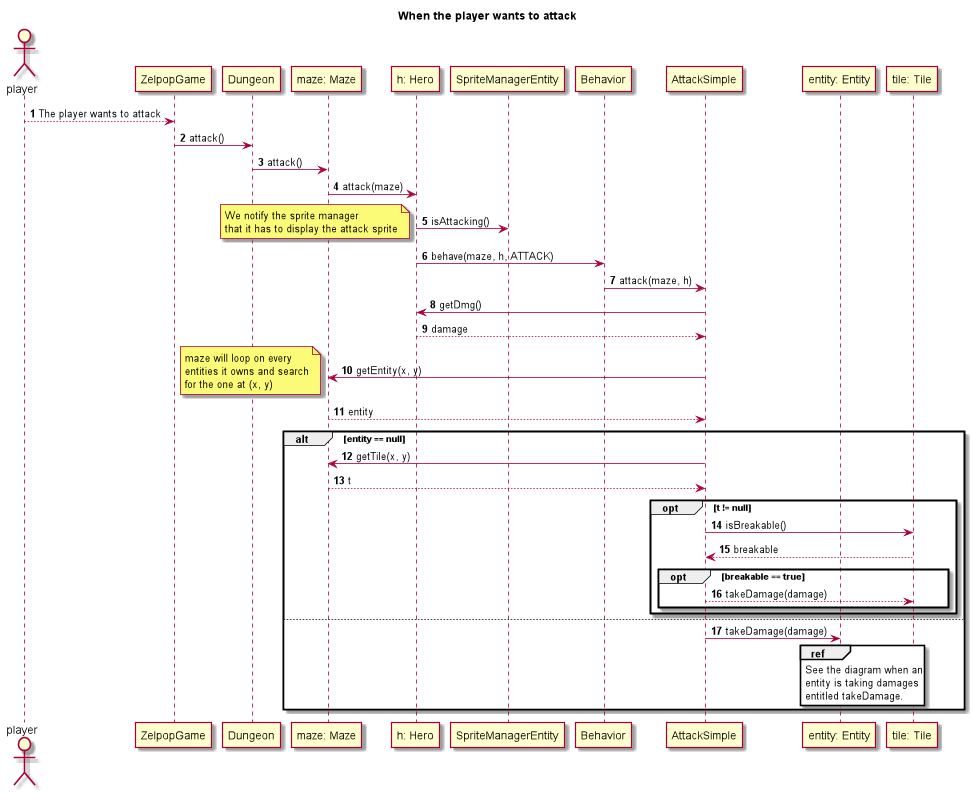 When the player wants to attack
player
ZelpopGame
Dungeon
maze: Maze
h: Hero
SpriteManagerEntity
Behavior
AttackSimple
entity: Entity
tile: Tile
1 The player wants to attack
2 attack()
3 attack()
4 attack(maze)
We notify the sprite manager
that it has to display the attack sprite
5 isAttacking()
6 behave(maze, h, ATTACK)
7 attack(maze, h)
8 getDmg()
9 damage
maze will loop on every
entities it owns and search
for the one at (x, y)
10 getEntity(x, y)
11 entity
alt [entity == null]
12 getTile(x, y)
13 t
opt [t != null]
14 isBreakable()
15 breakable
opt [breakable == true]
16 takeDamage(damage)
17 takeDamage(damage)
ref
See the diagram when an
entity is taking damages
entitled takeDamage.
player
ZelpopGame
Dungeon
maze: Maze
h: Hero
SpriteManagerEntity
Behavior
AttackSimple
entity: Entity
tile: Tile